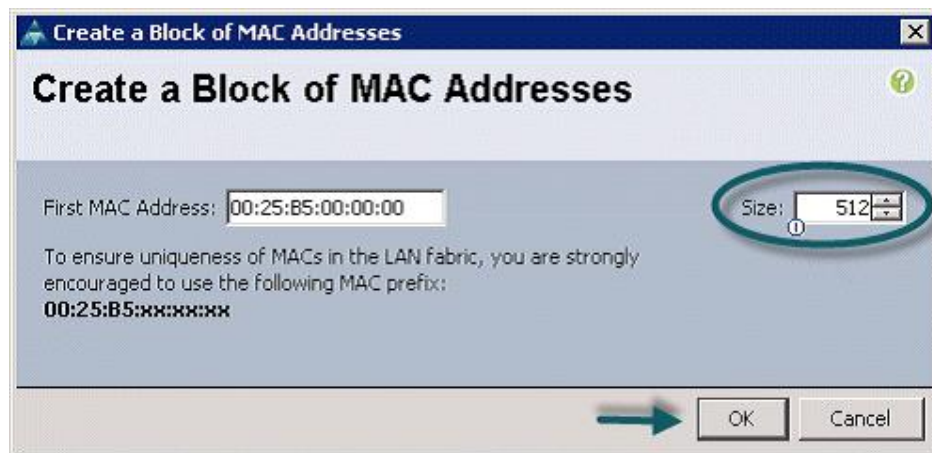 Create a Block of MAC Addresses
Create a Block of MAC Addresses
First MAC Address: 00:25:B5:00:00:00
Size: 512
To ensure uniqueness of MACs in the LAN fabric, you are strongly
encouraged to use the following MAC prefix:
00:25:B5:xx:xx:xx
OK
Cancel